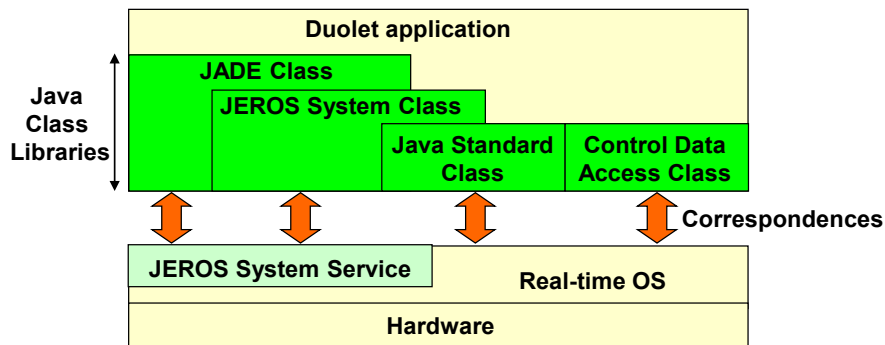 Duolet application
JADE Class
JEROS System Class
Java
Class
Libraries
Java Standard
Class
Control Data
Access Class
Correspondences
JEROS System Service
Real-time OS
Hardware